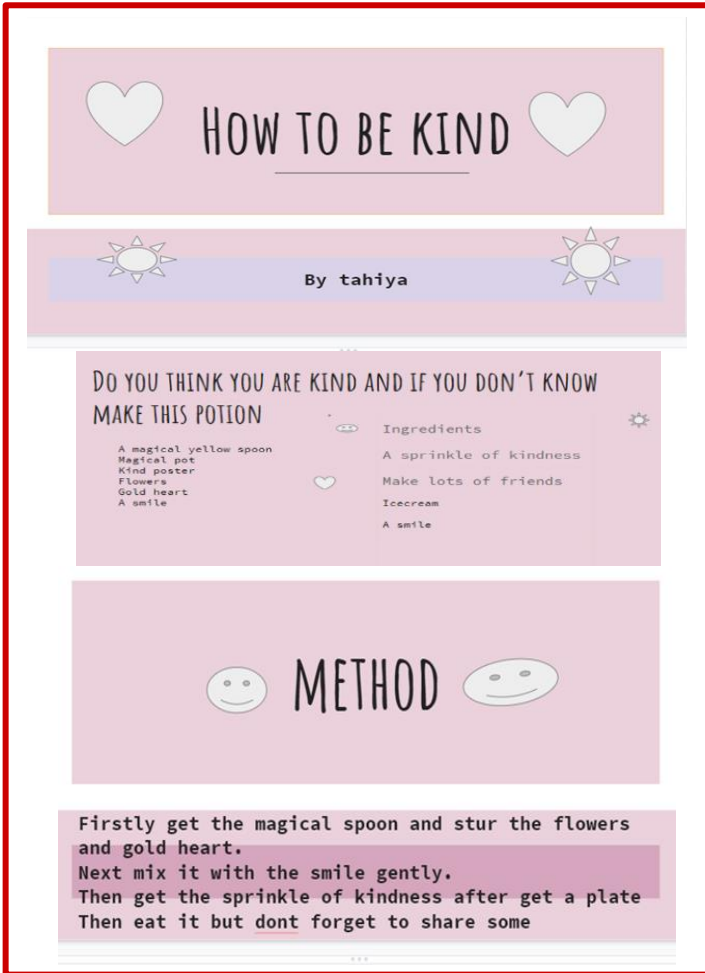 How to be kind
By tahiya
Do you think you are kind and if you don't know
make this potion
A magical yellow spoon
Magical pot
Kind poster
Flowers
Gold heart
A smile
Ingredients
A sprinkle of kindness
Make lots of friends
Icecream
A smile
METHOD
Firstly get the magical spoon and stur the flowers
and gold heart.
Next mix it with the smile gently.
Then get the sprinkle of kindness after get a plate
Then eat it but dont forget to share some